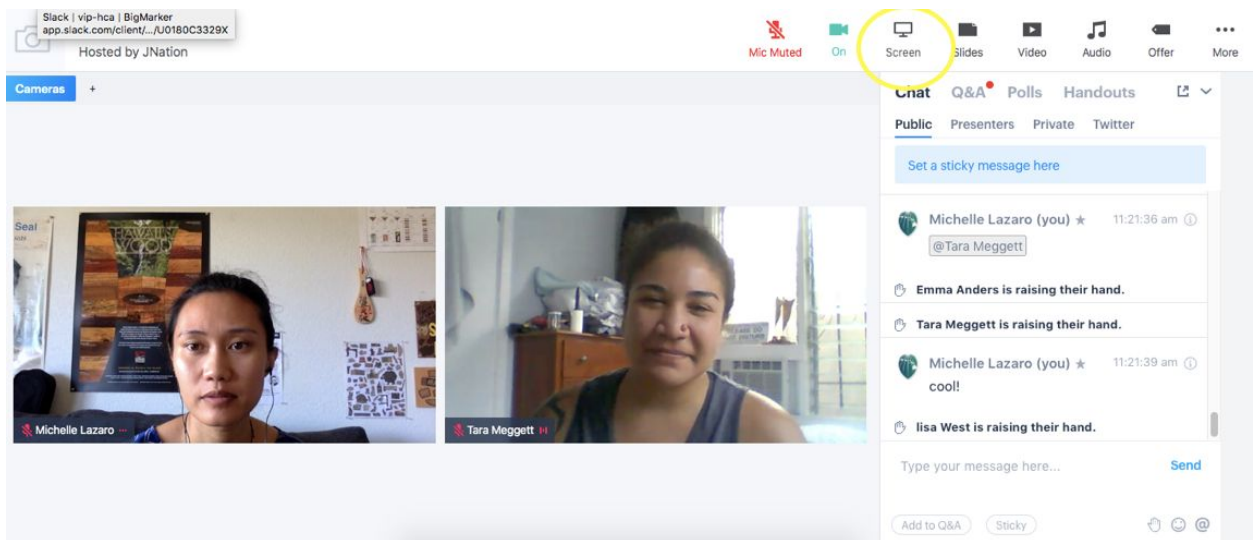 Slack | vip-hca | BigMarker
app.slack.com/client/.../U0180C3329X
Hosted by JNation
Mic Muted
On
Screen
Slides
Video
Audio
Offer
More
Cameras
+
Chat
Q&A
Polls
Handouts
Public
Presenters
Private
Twitter
Set a sticky message here
Seal
HAWAI'I'S
WOOD
Michelle Lazaro
Tara Meggett
Michelle Lazaro (you) ★ 11:21:36 am
@Tara Meggett
Emma Anders is raising their hand.
Tara Meggett is raising their hand.
Michelle Lazaro (you) ★ 11:21:39 am
cool!
lisa West is raising their hand.
Type your message here...
Send
Add to Q&A
Sticky
@